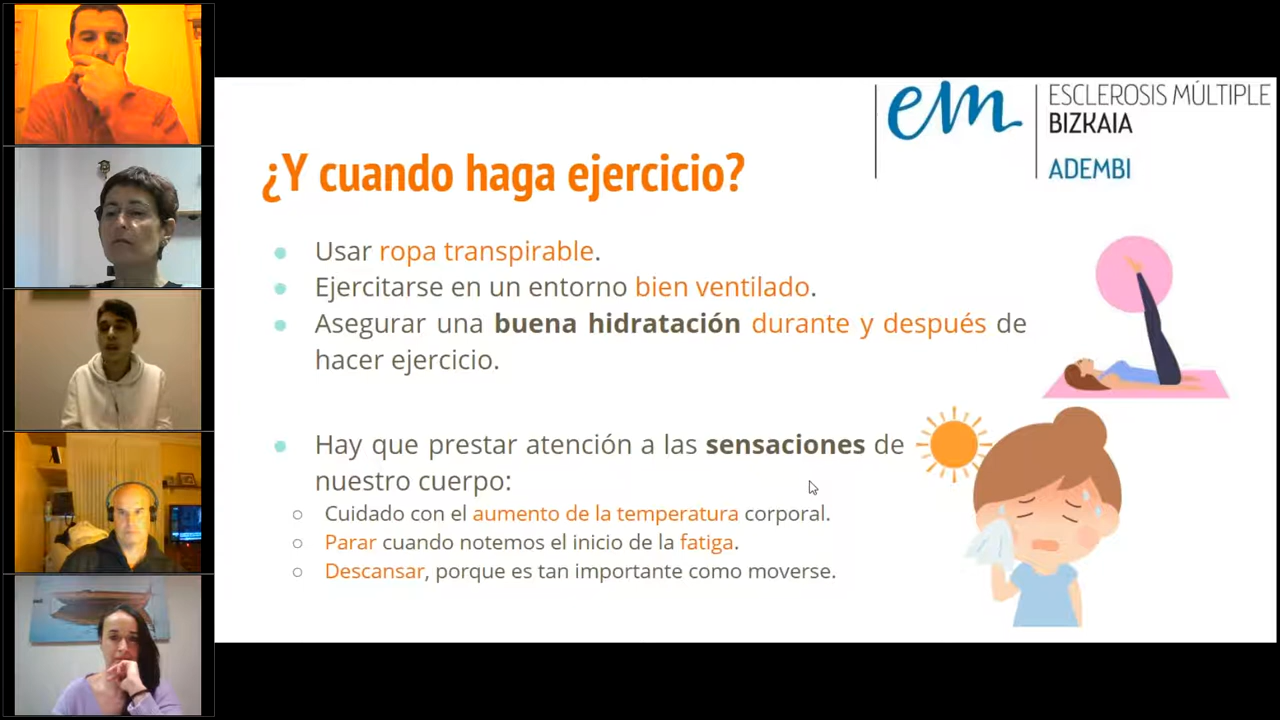 em
ESCLEROSIS MÚLTIPLE
BIZKAIA
ADEMBI
¿Y cuando haga ejercicio?
Usar ropa transpirable.
Ejercitarse en un entorno bien ventilado.
Asegurar una buena hidratación durante y después de
hacer ejercicio.
Hay que prestar atención a las sensaciones de
nuestro cuerpo:
Cuidado con el aumento de la temperatura corporal.
Parar cuando notemos el inicio de la fatiga.
Descansar, porque es tan importante como moverse.